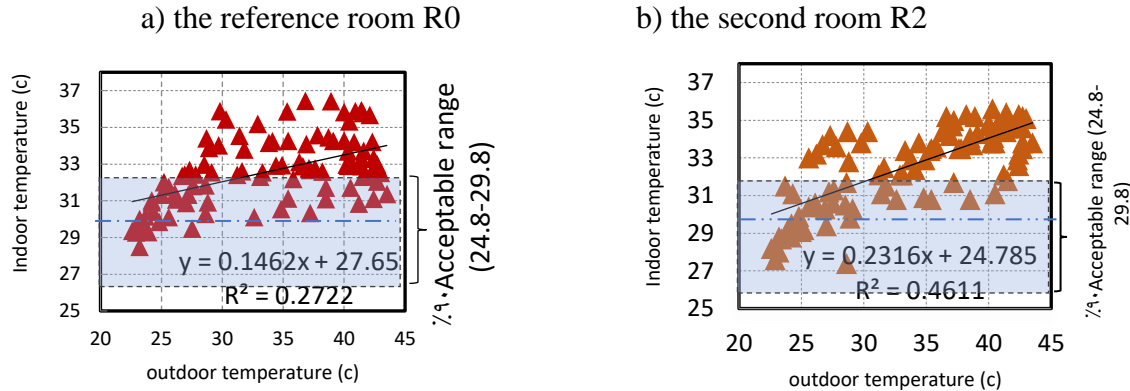 a) the reference room R0
37
35
33
31
29
27
25
20 25 30 35 40 45
Indoor temperature (c)
outdoor temperature (c)
y = 0.1462x + 27.65
R² = 0.2722
٪٩٠Acceptable range
(24.8-29.8)
b) the second room R2
37
35
33
31
29
27
25
20 25 30 35 40 45
Indoor temperature (c)
outdoor temperature (c)
y = 0.2316x + 24.785
R² = 0.4611
٪٩٠Acceptable range (24.8-
29.8)